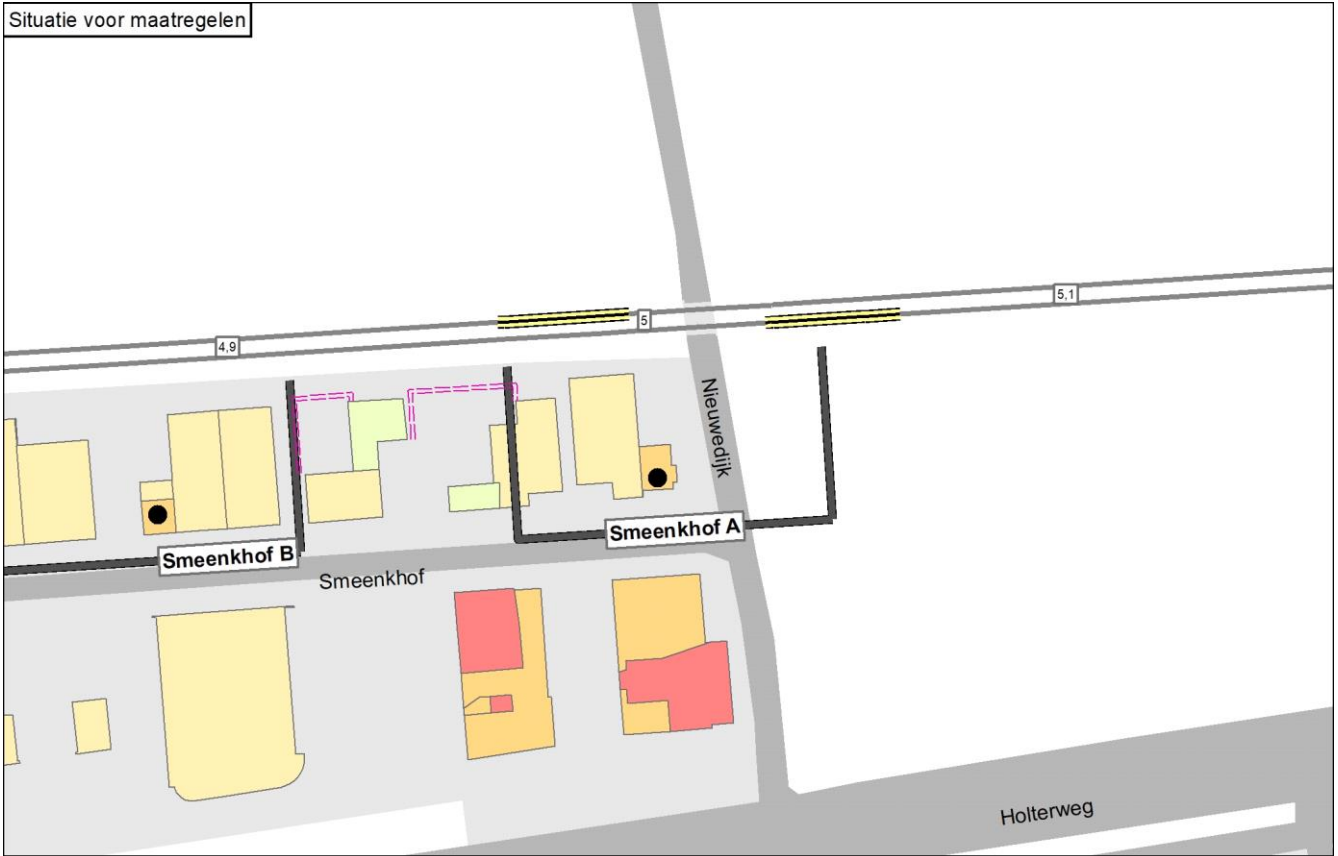 Situatie voor maatregelen
5,1
5
4,9
Nieuwedijk
Smeenkhof A
Smeenkhof B
Smeenkhof
Holterweg